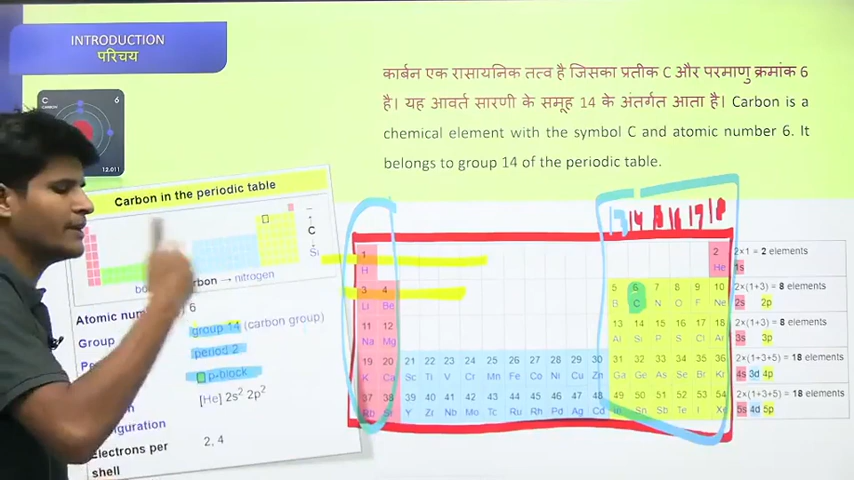 INTRODUCTION
परिचय
C 6
CARBON
12.011
कार्बन एक रासायनिक तत्व है जिसका प्रतीक C और परमाणु क्रमांक 6
है। यह आवर्त सारणी के समूह 14 के अंतर्गत आता है। Carbon is a
chemical element with the symbol C and atomic number 6. It
belongs to group 14 of the periodic table.
Carbon in the periodic table
–
↑
C
↓
Si
carbon → nitrogen
Atomic 6
Group group 14 (carbon group)
period 2
p-block
[He] 2s² 2p²
Electrons per
shell
2, 4
13 14 15 16 17 18
1 2
H He
3 4 5 6 7 8 9 10
Li Be B C N O F Ne
11 12 13 14 15 16 17 18
Na Mg Al Si P S Cl Ar
19 20 21 22 23 24 25 26 27 28 29 30 31 32 33 34 35 36
K Ca Sc Ti V Cr Mn Fe Co Ni Cu Zn Ga Ge As Se Br Kr
37 38 39 40 41 42 43 44 45 46 47 48 49 50 51 52 53 54
Rb Sr Y Zr Nb Mo Tc Ru Rh Pd Ag Cd In Sn Sb Te I Xe
2×1 = 2 elements
1s
2×(1+3) = 8 elements
2s 2p
2×(1+3) = 8 elements
3s 3p
2×(1+3+5) = 18 elements
4s 3d 4p
2×(1+3+5) = 18 elements
5s 4d 5p